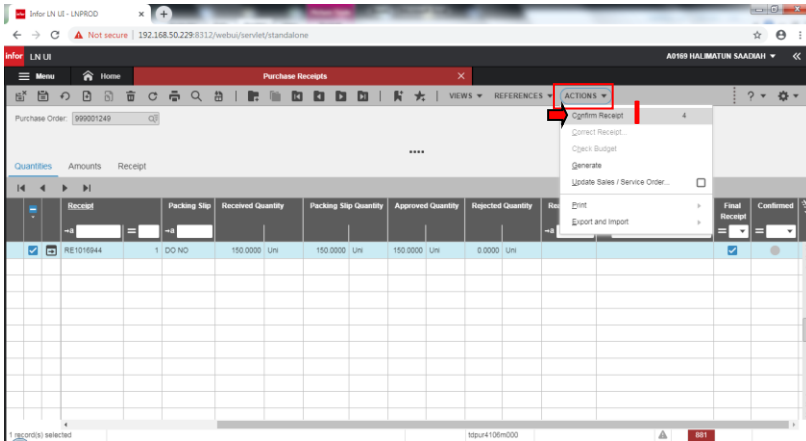 Infor LN UI - LNPROD
Not secure | 192.168.50.229:8312/webui/servlet/standalone
infor LN UI
A0169 HALIMATUN SAADIAH
Menu Home Purchase Receipts
VIEWS REFERENCES ACTIONS
Purchase Order: 999001249
Confirm Receipt 4
Correct Receipt...
Check Budget
Generate
Update Sales / Service Order...
Print
Export and Import
Quantities Amounts Receipt
Receipt Packing Slip Received Quantity Packing Slip Quantity Approved Quantity Rejected Quantity Final Receipt Confirmed
RE1016944 1 DO NO 150.0000 Uni 150.0000 Uni 150.0000 Uni 0.0000 Uni
1 record(s) selected
tdpur4106m000
881